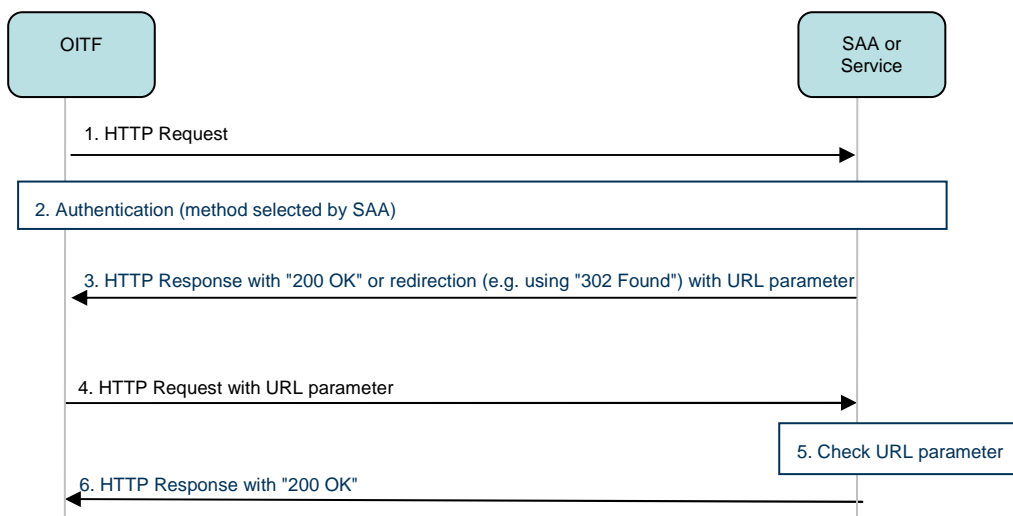 OITF
SAA or
Service
1. HTTP Request
2. Authentication (method selected by SAA)
3. HTTP Response with "200 OK" or redirection (e.g. using "302 Found") with URL parameter
4. HTTP Request with URL parameter
5. Check URL parameter
6. HTTP Response with "200 OK"